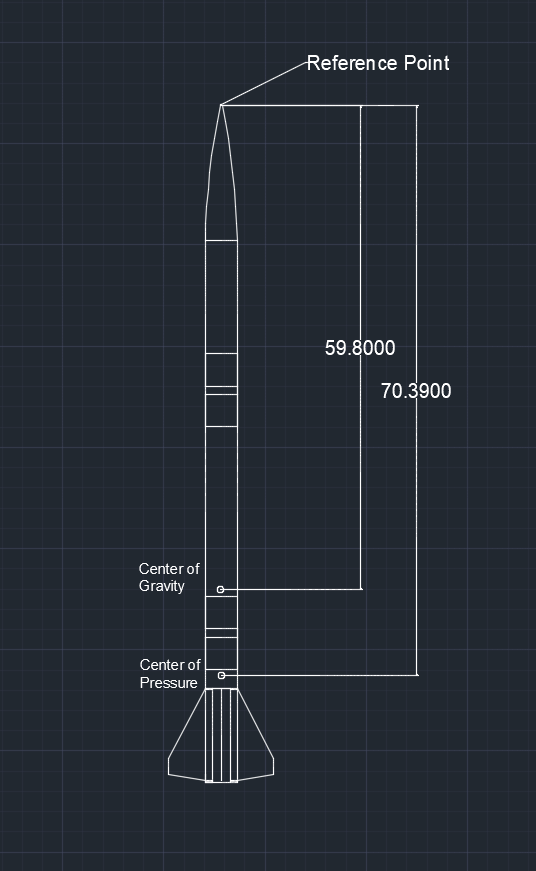 Reference Point
59.8000
70.3900
Center of
Gravity
Center of
Pressure